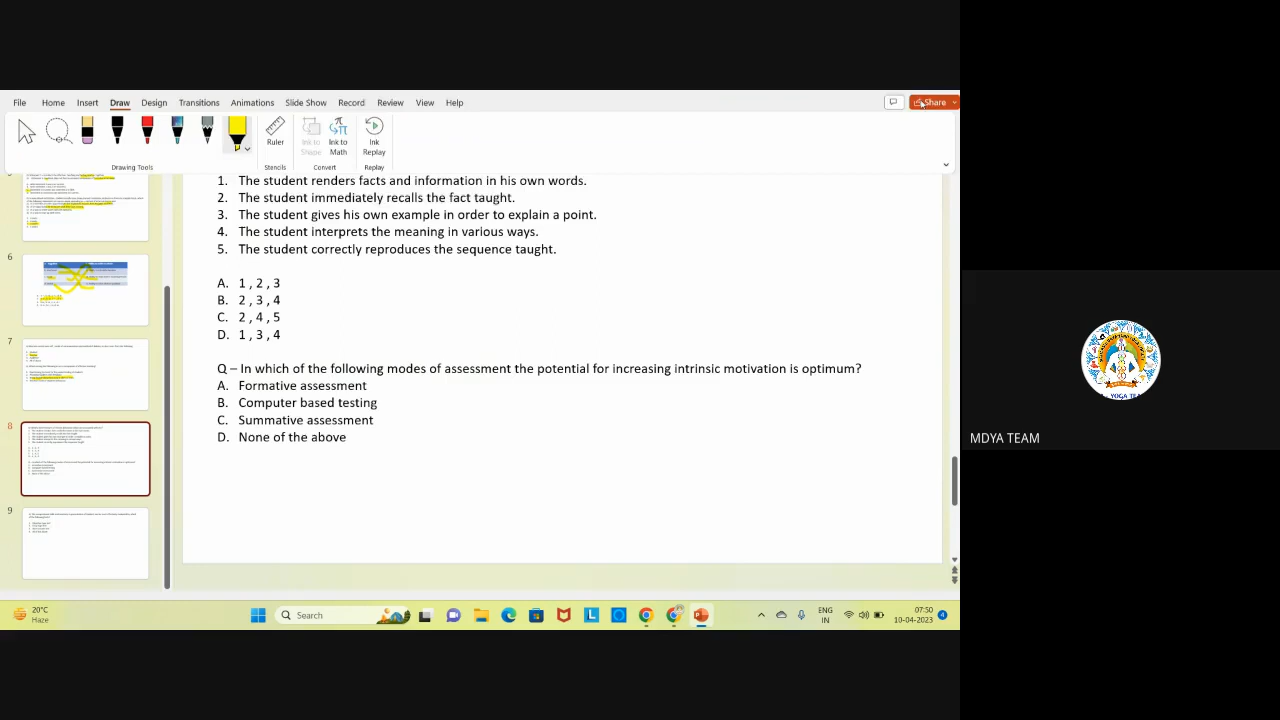 File Home Insert Draw Design Transitions Animations Slide Show Record Review View Help Share
Ruler
Ink to Shape
Ink to Math
Ink Replay
Drawing Tools Stencils Convert Replay
1. The student renders facts and information in his own words.
2. The student immediately recalls the fact taught.
3. The student gives his own example in order to explain a point.
4. The student interprets the meaning in various ways.
5. The student correctly reproduces the sequence taught.
A. 1 , 2 , 3
B. 2 , 3 , 4
C. 2 , 4 , 5
D. 1 , 3 , 4
Q – In which of the following modes of assessment the potential for increasing intrinsic motivation is optimum?
A. Formative assessment
B. Computer based testing
C. Summative assessment
D. None of the above
6
7
8
9
MDYA TEAM
20°C
Haze
Search
ENG
IN
07:50
10-04-2023
4